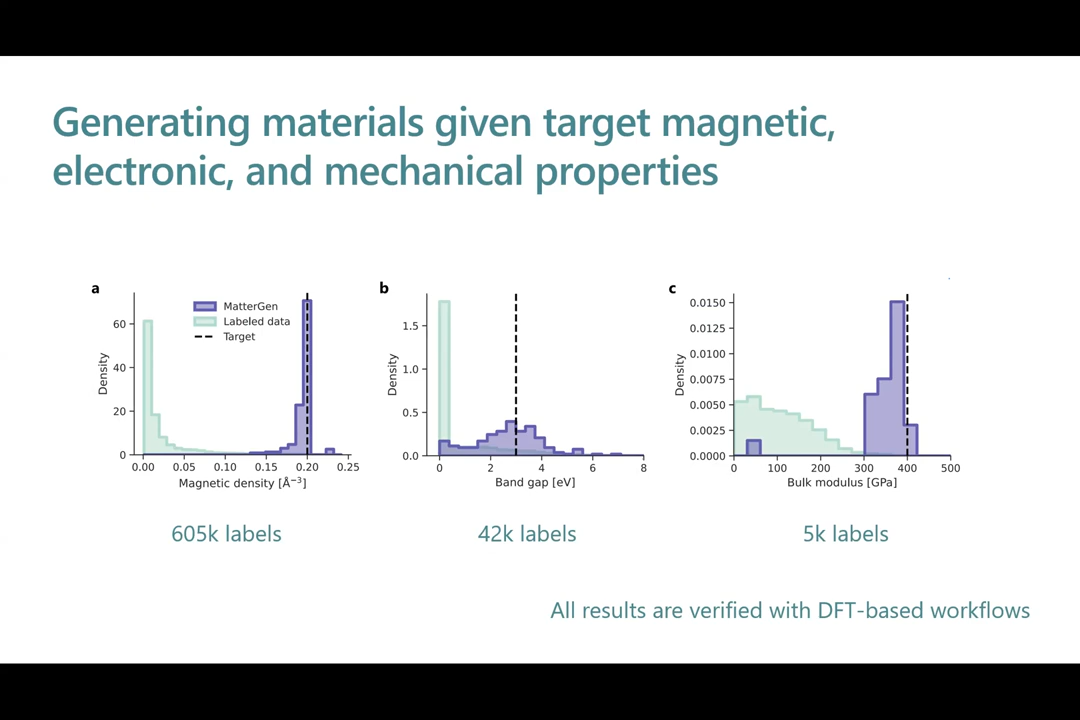 Generating materials given target magnetic,
electronic, and mechanical properties
a
MatterGen
Labeled data
Target
Density
60
40
20
0
0.00 0.05 0.10 0.15 0.20 0.25
Magnetic density [Å⁻³]
b
Density
1.5
1.0
0.5
0.0
0 2 4 6 8
Band gap [eV]
c
Density
0.0150
0.0125
0.0100
0.0075
0.0050
0.0025
0.0000
0 100 200 300 400 500
Bulk modulus [GPa]
605k labels
42k labels
5k labels
All results are verified with DFT-based workflows